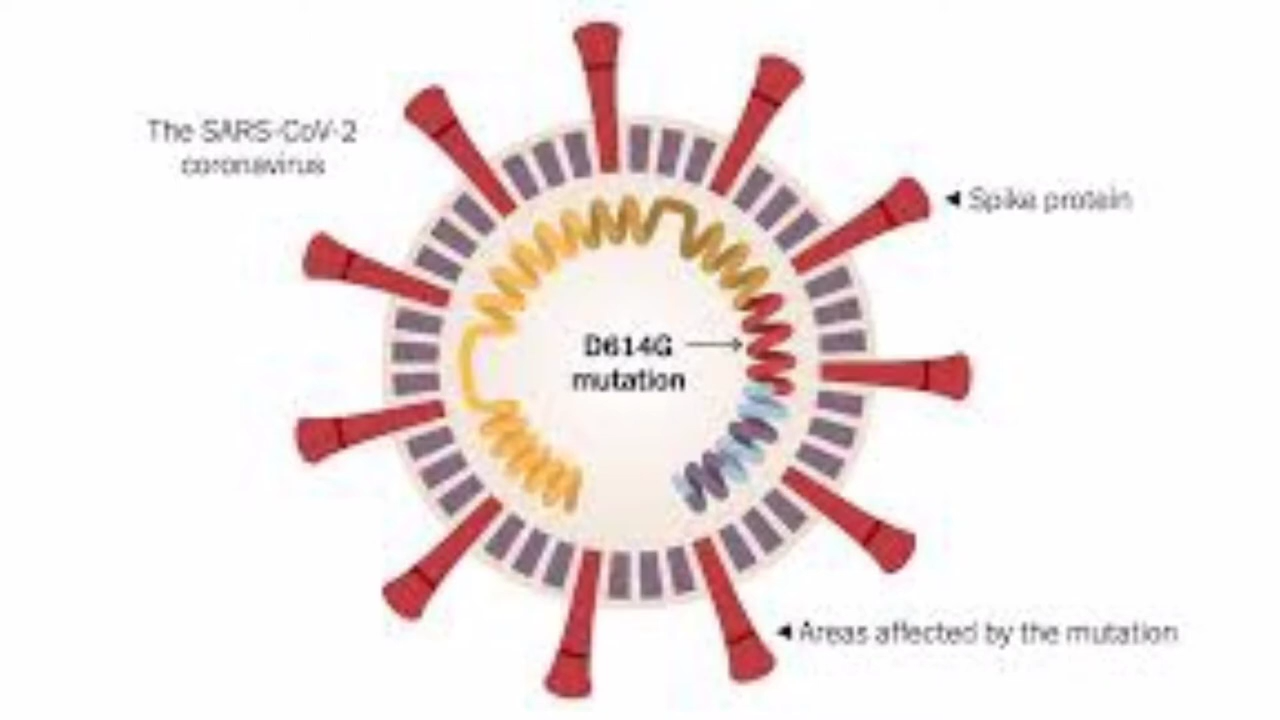 The SARS-CoV-2
coronavirus
◄ Spike protein
D614G
mutation
◄ Areas affected by the mutation